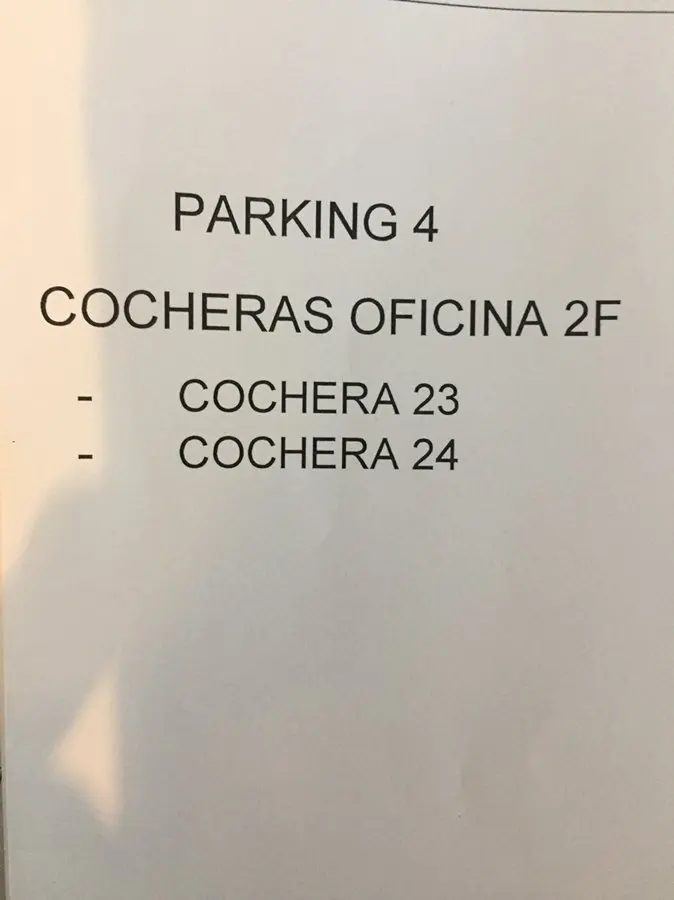 PARKING 4
COCHERAS OFICINA 2F
- COCHERA 23
- COCHERA 24